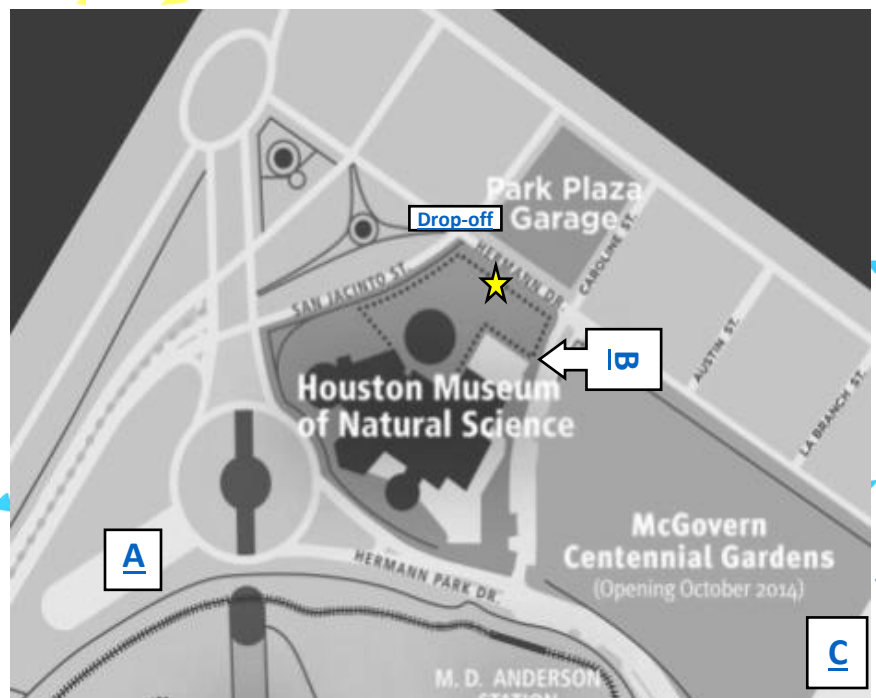 Park Plaza
Garage
Drop-off
HERMANN DR.
CAROLINE ST.
SAN JACINTO ST.
AUSTIN ST.
LA BRANCH ST.
B
Houston Museum
of Natural Science
McGovern
Centennial Gardens
(Opening October 2014)
A
HERMANN PARK DR.
C
M. D. ANDERSON
STATION